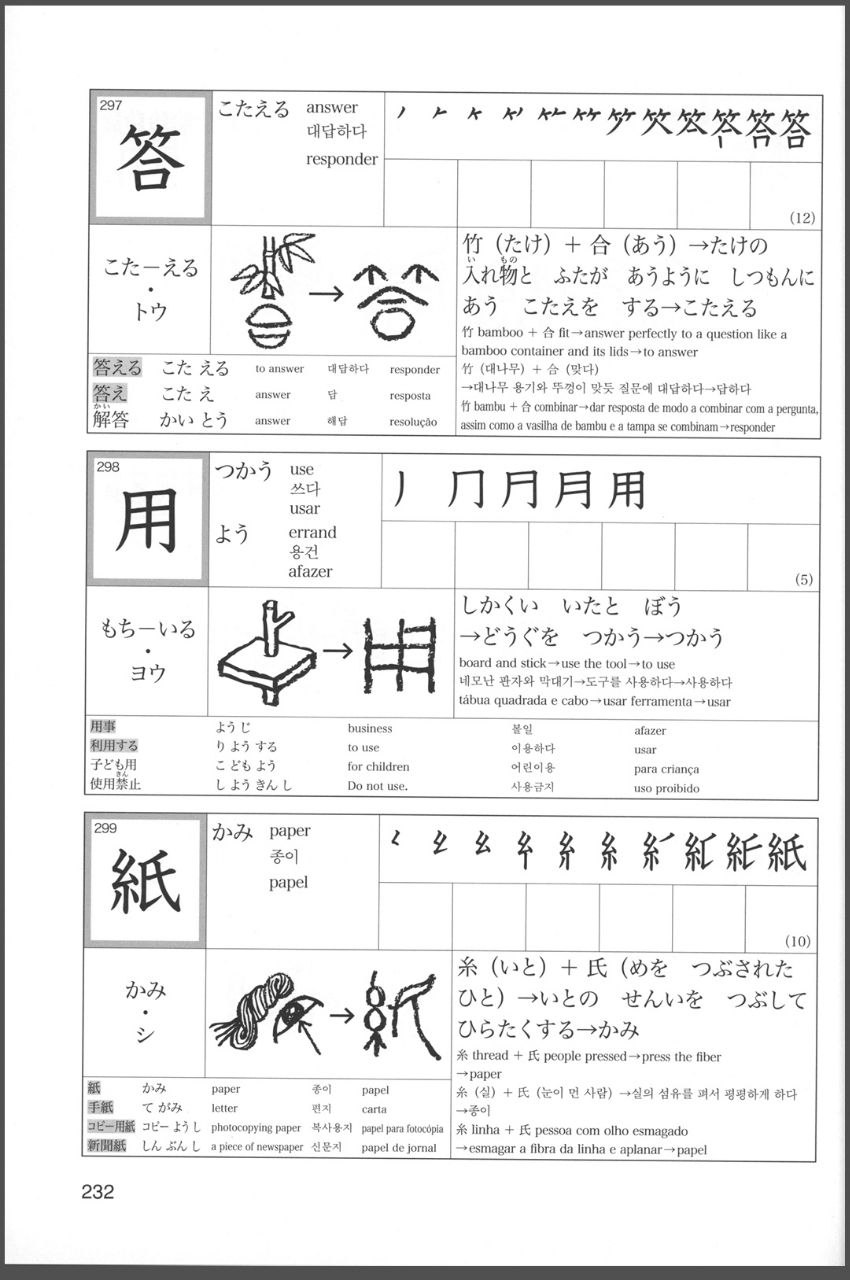 297
答
こたえる answer
대답하다
responder
(12)
こたーえる
・
トウ
竹（たけ）＋合（あう）→たけの
入れ物と ふたが あうように しつもんに
い もの
あう こたえを する→こたえる
竹 bamboo + 合 fit→answer perfectly to a question like a
bamboo container and its lids→to answer
竹 (대나무) + 合 (맞다)
→대나무 용기와 뚜껑이 맞듯 질문에 대답하다→답하다
竹 bambu + 合 combinar→dar resposta de modo a combinar com a pergunta,
assim como a vasilha de bambu e a tampa se combinam→responder
答える こた える to answer 대답하다 responder
答え こた え answer 답 resposta
かい
解答 かい とう answer 해답 resolução
298
用
つかう use
쓰다
usar
よう errand
용건
afazer
(5)
もちーいる
・
ヨウ
しかくい いたと ぼう
→どうぐを つかう→つかう
board and stick→use the tool→to use
네모난 판자와 막대기→도구를 사용하다→사용하다
tábua quadrada e cabo→usar ferramenta→usar
用事 よう じ business 볼일 afazer
利用する り よう する to use 이용하다 usar
子ども用 こ ども よう for children 어린이용 para criança
きん
使用禁止 し よう きん し Do not use. 사용금지 uso proibido
299
紙
かみ paper
종이
papel
(10)
かみ
・
シ
糸（いと）＋氏（めを つぶされた
ひと）→いとの せんいを つぶして
ひらたくする→かみ
糸 thread + 氏 people pressed→press the fiber
→paper
糸 (실) + 氏 (눈이 먼 사람) →실의 섬유를 펴서 평평하게 하다
→종이
糸 linha + 氏 pessoa com olho esmagado
→esmagar a fibra da linha e aplanar→papel
紙 かみ paper 종이 papel
手紙 て がみ letter 편지 carta
コピー用紙 コピー よう し photocopying paper 복사용지 papel para fotocópia
新聞紙 しん ぶん し a piece of newspaper 신문지 papel de jornal
232